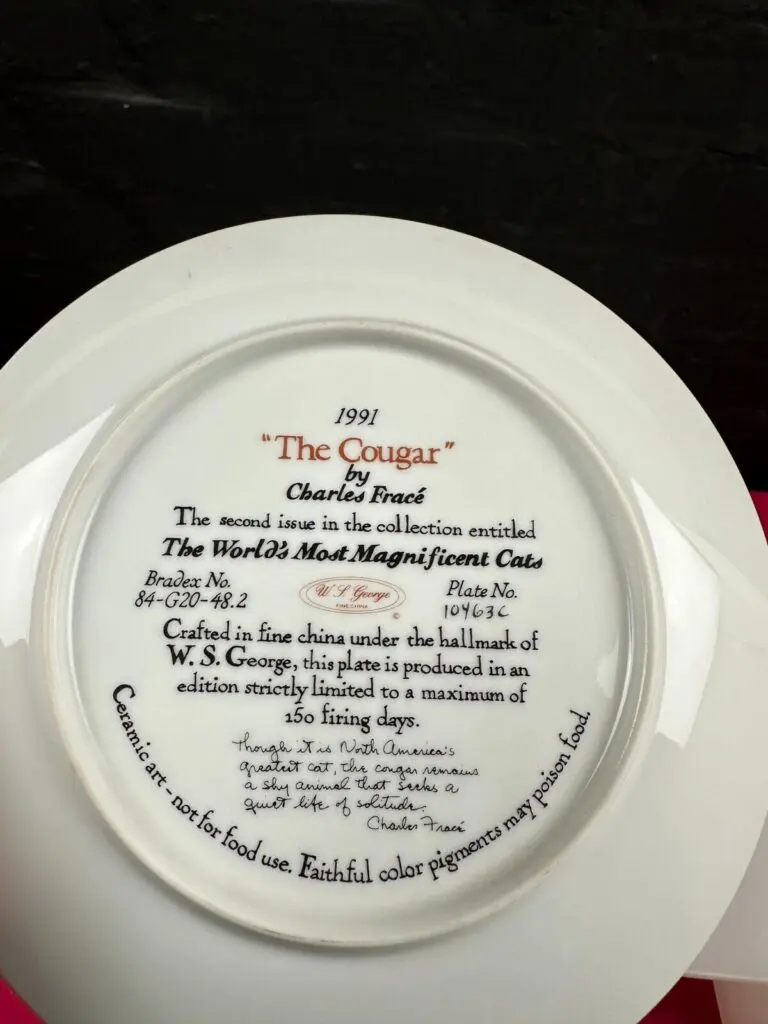 1991
"The Cougar"
by
Charles Fracé
The second issue in the collection entitled
The World's Most Magnificent Cats
Bradex No.
84-G20-48.2
W. S. George
FINE CHINA
©
Plate No.
10463C
Crafted in fine china under the hallmark of
W. S. George, this plate is produced in an
edition strictly limited to a maximum of
150 firing days.
Though it is North America's
greatest cat, the cougar remains
a shy animal that seeks a
quiet life of solitude.
Charles Fracé
Ceramic art - not for food use. Faithful color pigments may poison food.